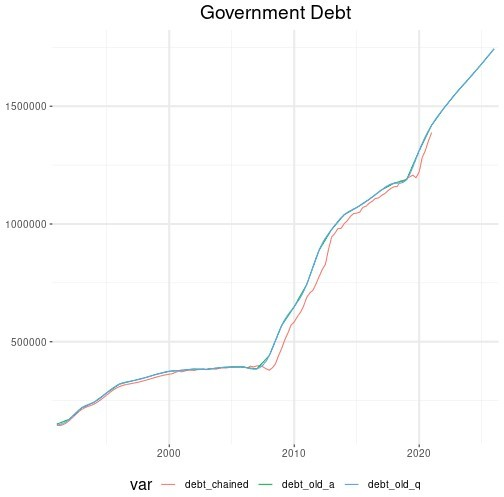 Government Debt
1500000
1000000
500000
2000 2010 2020
var debt_chained debt_old_a debt_old_q